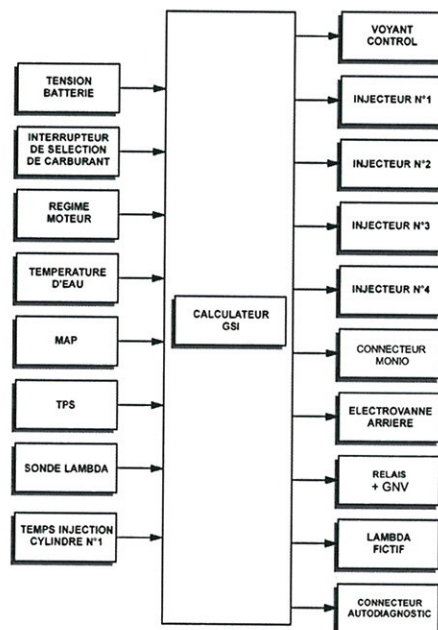 TENSION
BATTERIE
INTERRUPTEUR
DE SELECTION
DE CARBURANT
REGIME
MOTEUR
TEMPERATURE
D'EAU
MAP
TPS
SONDE LAMBDA
TEMPS INJECTION
CYLINDRE N°1
CALCULATEUR
GSI
VOYANT
CONTROL
INJECTEUR N°1
INJECTEUR N°2
INJECTEUR N°3
INJECTEUR N°4
CONNECTEUR
MONIO
ELECTROVANNE
ARRIERE
RELAIS
+ GNV
LAMBDA
FICTIF
CONNECTEUR
AUTODIAGNOSTIC